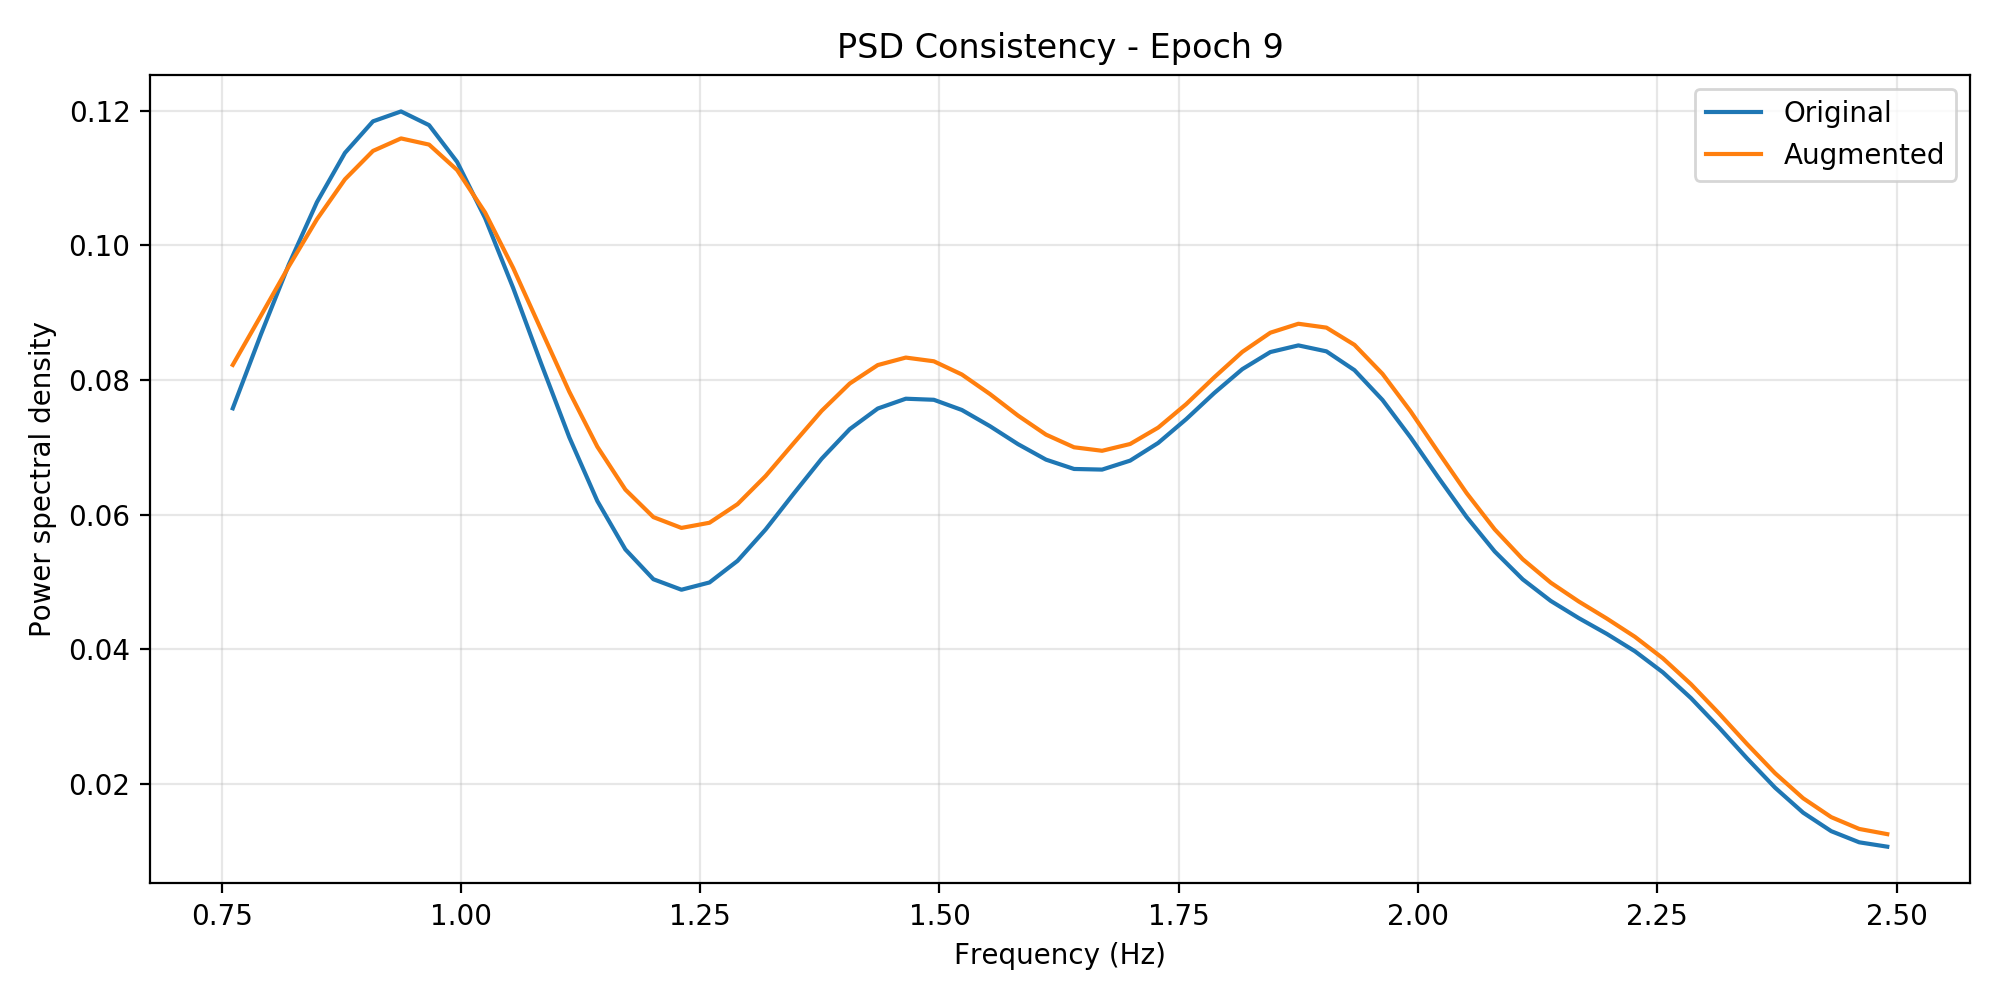 PSD Consistency - Epoch 9
Original
Augmented
0.12
0.10
0.08
0.06
0.04
0.02
Power spectral density
0.75 1.00 1.25 1.50 1.75 2.00 2.25 2.50
Frequency (Hz)